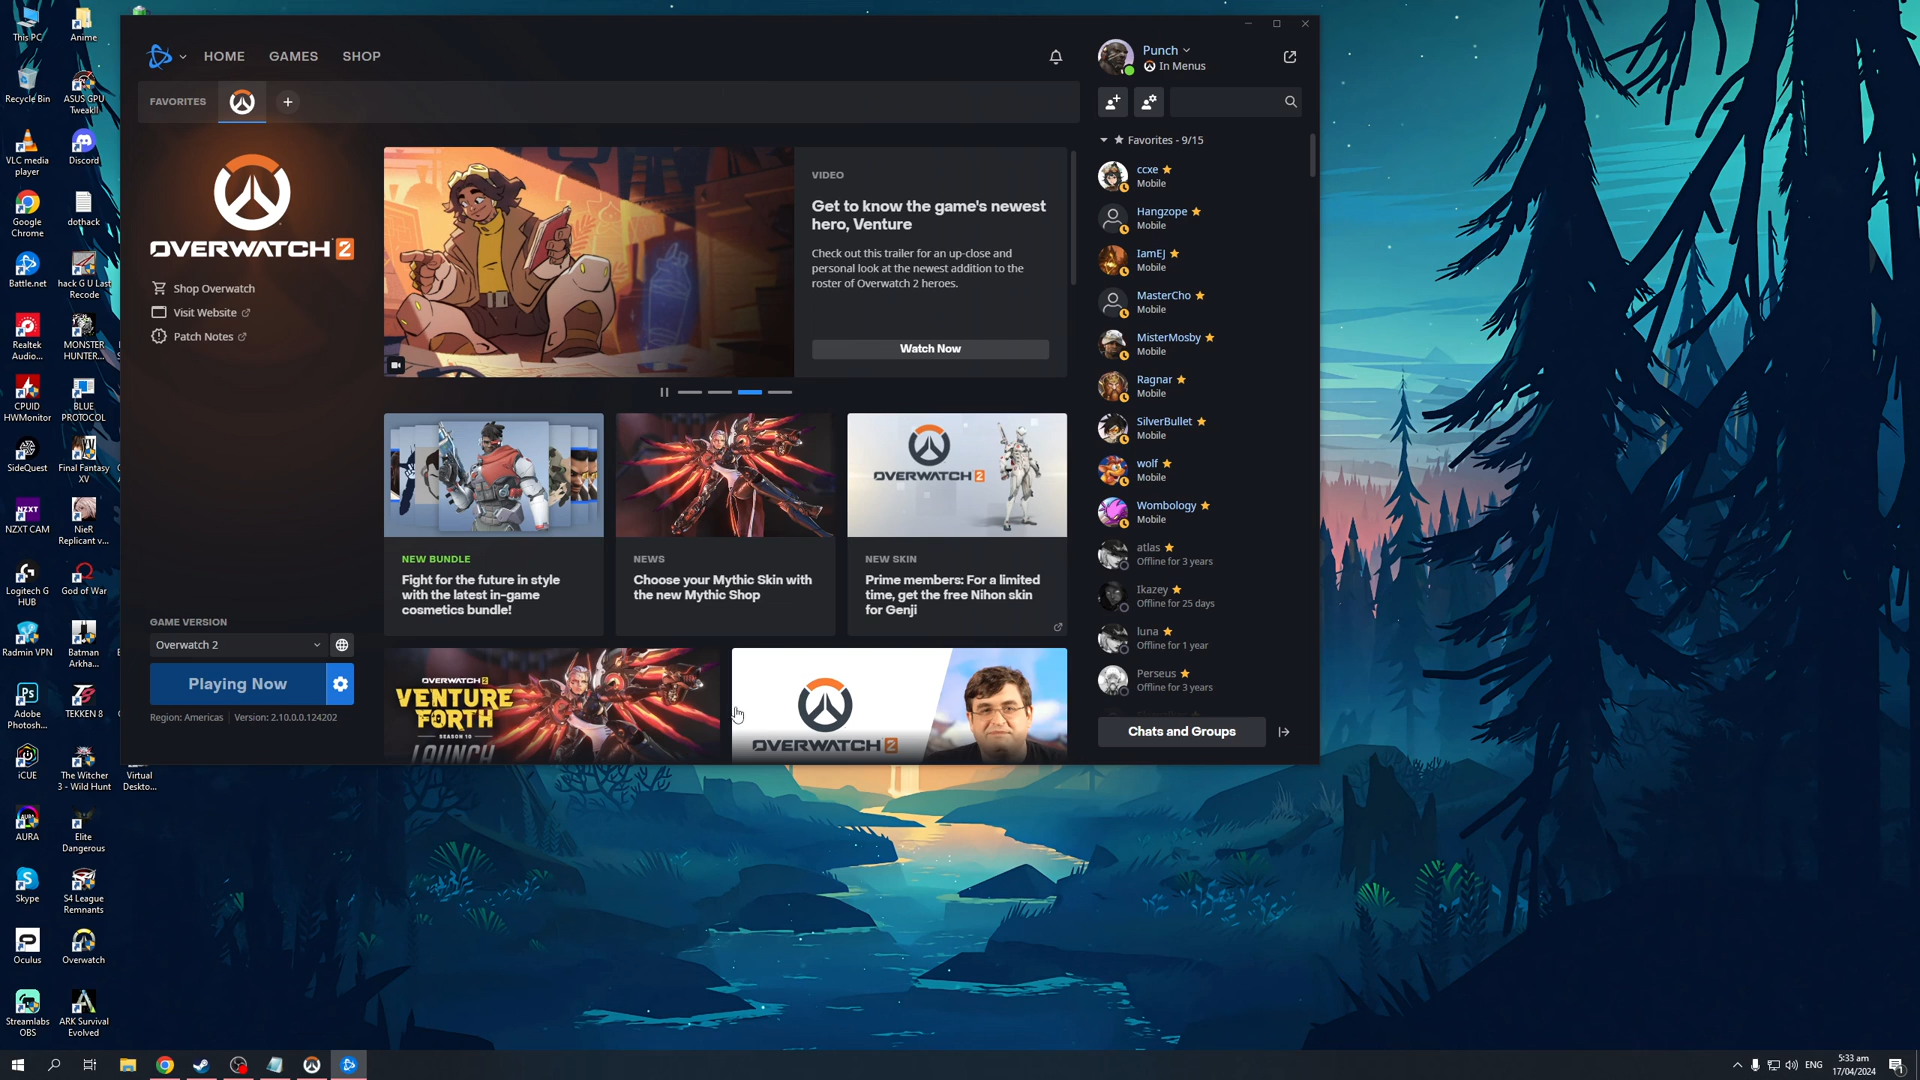 This PC
Anime
Recycle Bin
ASUS GPU
TweakII
VLC media
player
Discord
Google
Chrome
dothack
Battle.net
hack G U Last
Recode
Realtek
Audio...
MONSTER
HUNTER...
CPUID
HWMonitor
BLUE
PROTOCOL
SideQuest
Final Fantasy
XV
NZXT
NZXT CAM
NieR
Replicant v...
Logitech G
HUB
God of War
Radmin VPN
Batman
Arkha...
Ps
Adobe
Photosh...
TEKKEN 8
iCUE
The Witcher
3 - Wild Hunt
Virtual
Deskto...
AURA
Elite
Dangerous
Skype
S4 League
Remnants
Oculus
Overwatch
Streamlabs
OBS
ARK Survival
Evolved
HOME
GAMES
SHOP
FAVORITES
OVERWATCH 2
Shop Overwatch
Visit Website
Patch Notes
GAME VERSION
Overwatch 2
Playing Now
Region: Americas
Version: 2.10.0.0.124202
VIDEO
Get to know the game's newest
hero, Venture
Check out this trailer for an up-close and
personal look at the newest addition to the
roster of Overwatch 2 heroes.
Watch Now
NEW BUNDLE
Fight for the future in style
with the latest in-game
cosmetics bundle!
NEWS
Choose your Mythic Skin with
the new Mythic Shop
OVERWATCH 2
NEW SKIN
Prime members: For a limited
time, get the free Nihon skin
for Genji
OVERWATCH 2
VENTURE
FORTH
SEASON 10
LAUNCH
OVERWATCH 2
Punch
In Menus
Favorites - 9/15
ccxe
Mobile
Hangzope
Mobile
IamEJ
Mobile
MasterCho
Mobile
MisterMosby
Mobile
Ragnar
Mobile
SilverBullet
Mobile
wolf
Mobile
Wombology
Mobile
atlas
Offline for 3 years
Ikazey
Offline for 25 days
luna
Offline for 1 year
Perseus
Offline for 3 years
Chats and Groups
ENG
5:33 am
17/04/2024